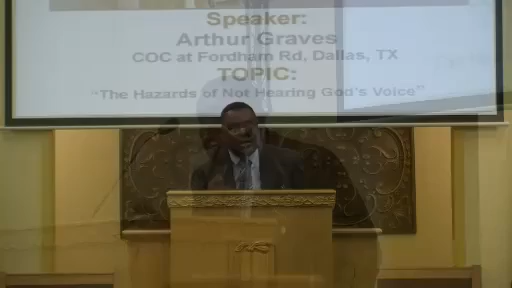 Speaker:
Arthur Graves
COC at Fordham Rd, Dallas, TX
TOPIC:
"The Hazards of Not Hearing God's Voice"